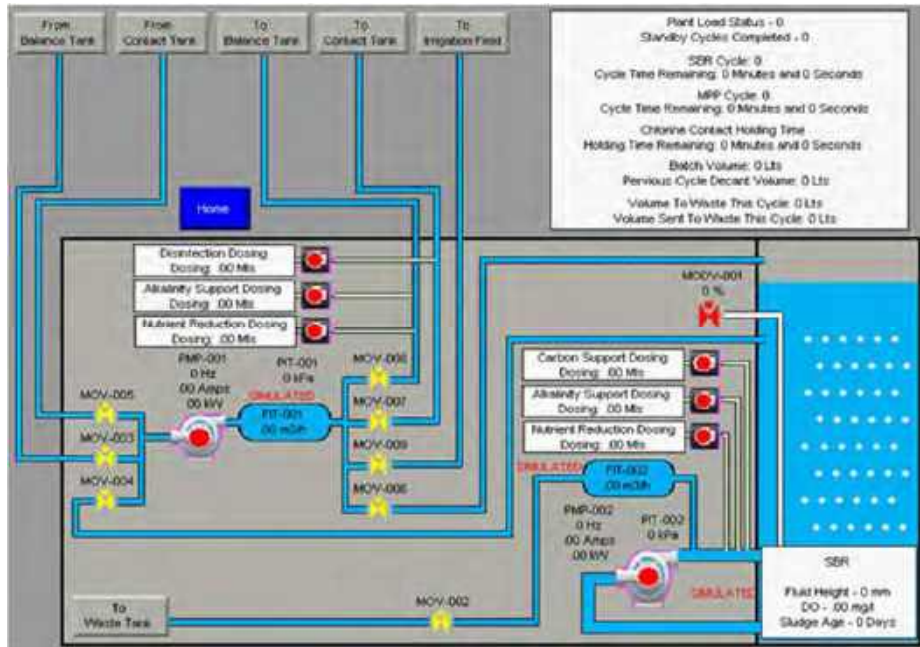 From
Balance Tank
From
Contact Tank
To
Balance Tank
To
Contact Tank
To
Irrigation Field
Plant Load Status - 0
Standby Cycles Completed - 0
SBR Cycle: 0
Cycle Time Remaining: 0 Minutes and 0 Seconds
MPP Cycle: 0
Cycle Time Remaining: 0 Minutes and 0 Seconds
Chlorine Contact Holding Time
Holding Time Remaining: 0 Minutes and 0 Seconds
Batch Volume: 0 Lts
Pervious Cycle Decant Volume: 0 Lts
Volume To Waste This Cycle: 0 Lts
Volume Sent To Waste This Cycle: 0 Lts
Home
Disinfection Dosing
Dosing: .00 Mls
Alkalinity Support Dosing
Dosing: .00 Mls
Nutrient Reduction Dosing
Dosing: .00 Mls
MODV-001
0 %
PMP-001
0 Hz
.00 Amps
.00 kW
PIT-001
0 kPa
SIMULATED
FIT-001
.00 m3/h
MOV-005
MOV-003
MOV-004
MOV-007
MOV-009
Carbon Support Dosing
Dosing: .00 Mls
Alkalinity Support Dosing
Dosing: .00 Mls
Nutrient Reduction Dosing
Dosing: .00 Mls
SIMULATED
FIT-002
.00 m3/h
PMP-002
0 Hz
.00 Amps
.00 kW
PIT-002
0 kPa
SIMULATED
SBR
Fluid Height - 0 mm
DO - .00 mg/l
Sludge Age - 0 Days
To
Waste Tank
MOV-002